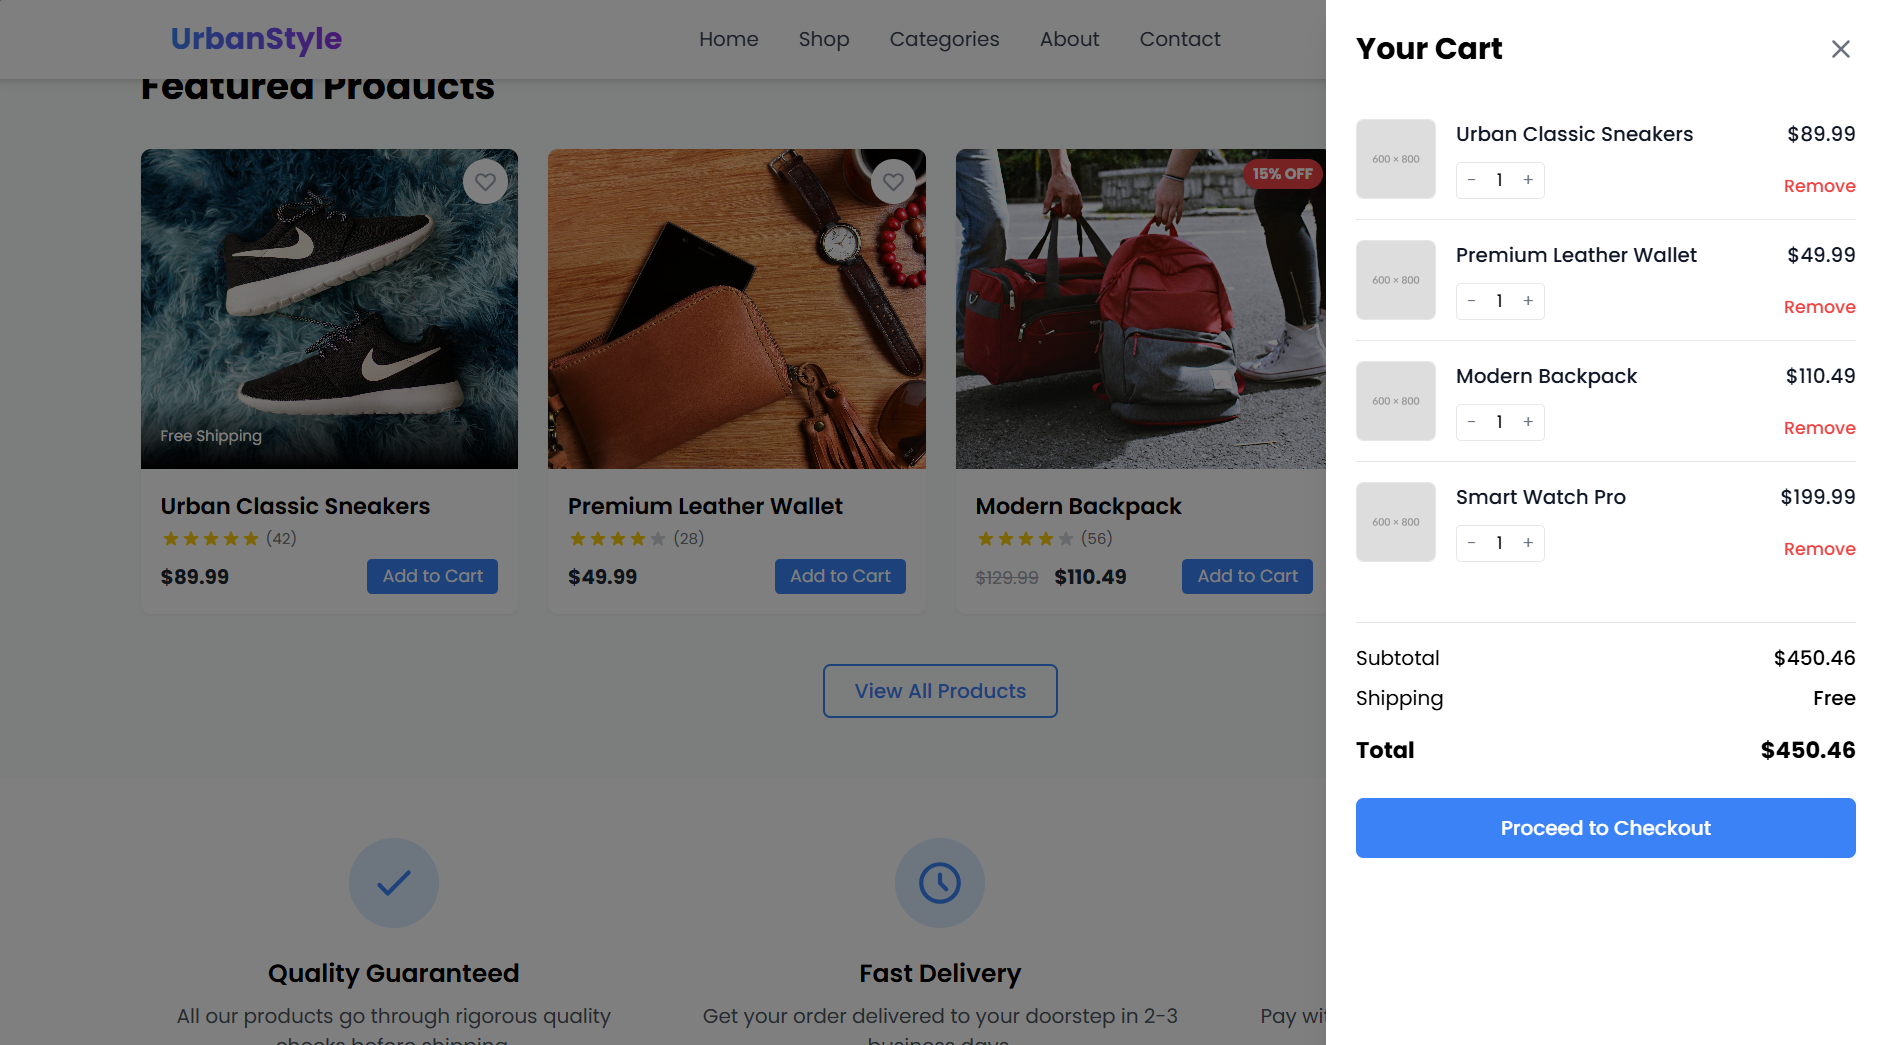 UrbanStyle
Home
Shop
Categories
About
Contact
Featured Products
15% OFF
Free Shipping
Urban Classic Sneakers
(42)
$89.99
Add to Cart
Premium Leather Wallet
(28)
$49.99
Add to Cart
Modern Backpack
(56)
$129.99 $110.49
Add to Cart
View All Products
Quality Guaranteed
All our products go through rigorous quality
checks before shipping
Fast Delivery
Get your order delivered to your doorstep in 2-3
business days
Pay
Your Cart
600 × 800
Urban Classic Sneakers
$89.99
- 1 +
Remove
600 × 800
Premium Leather Wallet
$49.99
- 1 +
Remove
600 × 800
Modern Backpack
$110.49
- 1 +
Remove
600 × 800
Smart Watch Pro
$199.99
- 1 +
Remove
Subtotal $450.46
Shipping Free
Total $450.46
Proceed to Checkout